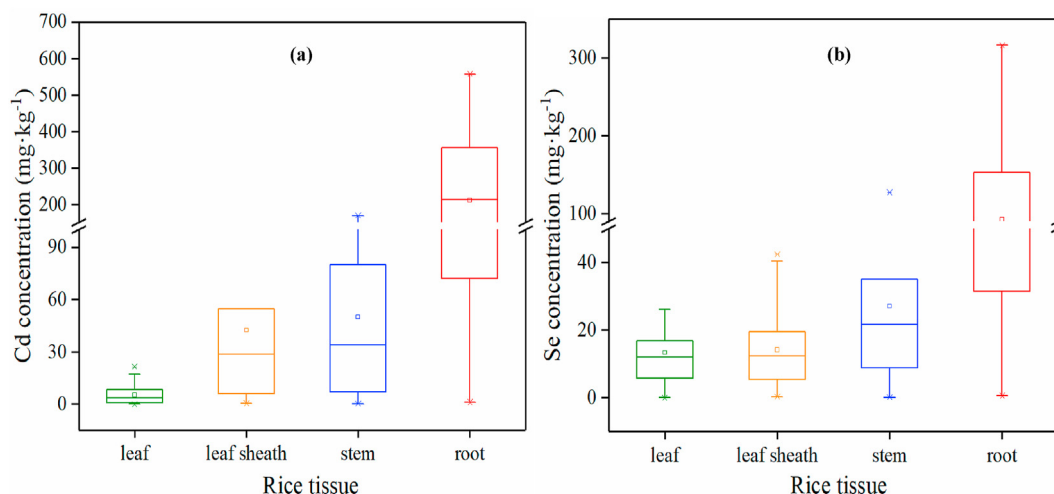 (a)
Cd concentration (mg·kg⁻¹)
700
600
500
400
300
200
90
60
30
0
leaf leaf sheath stem root
Rice tissue
(b)
Se concentration (mg·kg⁻¹)
300
200
100
40
20
0
leaf leaf sheath stem root
Rice tissue